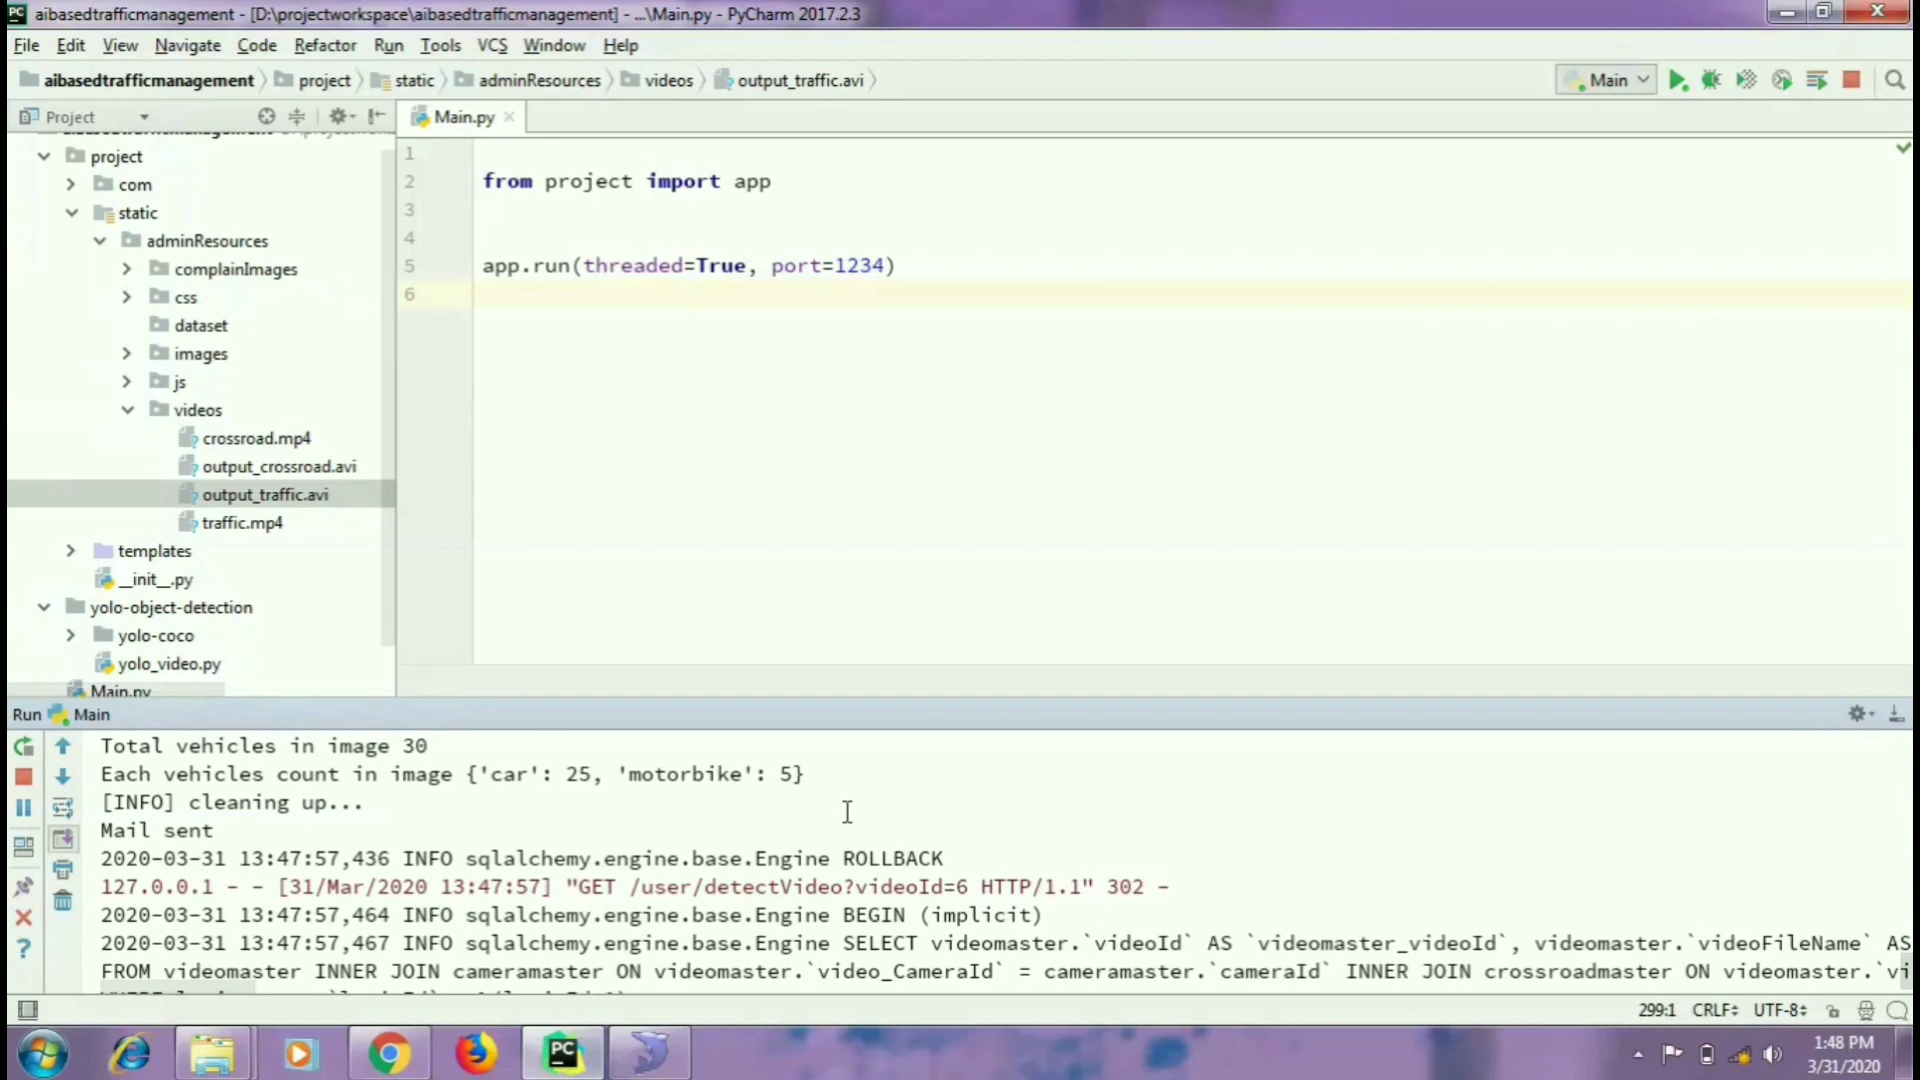 aibasedtrafficmanagement - [D:\projectworkspace\aibasedtrafficmanagement] - ...\Main.py - PyCharm 2017.2.3
File Edit View Navigate Code Refactor Run Tools VCS Window Help
aibasedtrafficmanagement project static adminResources videos output_traffic.avi Main
Project
Main.py
project
com
static
adminResources
complainImages
css
dataset
images
js
videos
crossroad.mp4
output_crossroad.avi
output_traffic.avi
traffic.mp4
templates
__init__.py
yolo-object-detection
yolo-coco
yolo_video.py
Main.py
1
2 from project import app
3
4
5 app.run(threaded=True, port=1234)
6
Run Main
Total vehicles in image 30
Each vehicles count in image {'car': 25, 'motorbike': 5}
[INFO] cleaning up...
Mail sent
2020-03-31 13:47:57,436 INFO sqlalchemy.engine.base.Engine ROLLBACK
127.0.0.1 - - [31/Mar/2020 13:47:57] "GET /user/detectVideo?videoId=6 HTTP/1.1" 302 -
2020-03-31 13:47:57,464 INFO sqlalchemy.engine.base.Engine BEGIN (implicit)
2020-03-31 13:47:57,467 INFO sqlalchemy.engine.base.Engine SELECT videomaster.`videoId` AS `videomaster_videoId`, videomaster.`videoFileName` AS
FROM videomaster INNER JOIN cameramaster ON videomaster.`video_CameraId` = cameramaster.`cameraId` INNER JOIN crossroadmaster ON videomaster.`vi
299:1 CRLF UTF-8
1:48 PM
3/31/2020